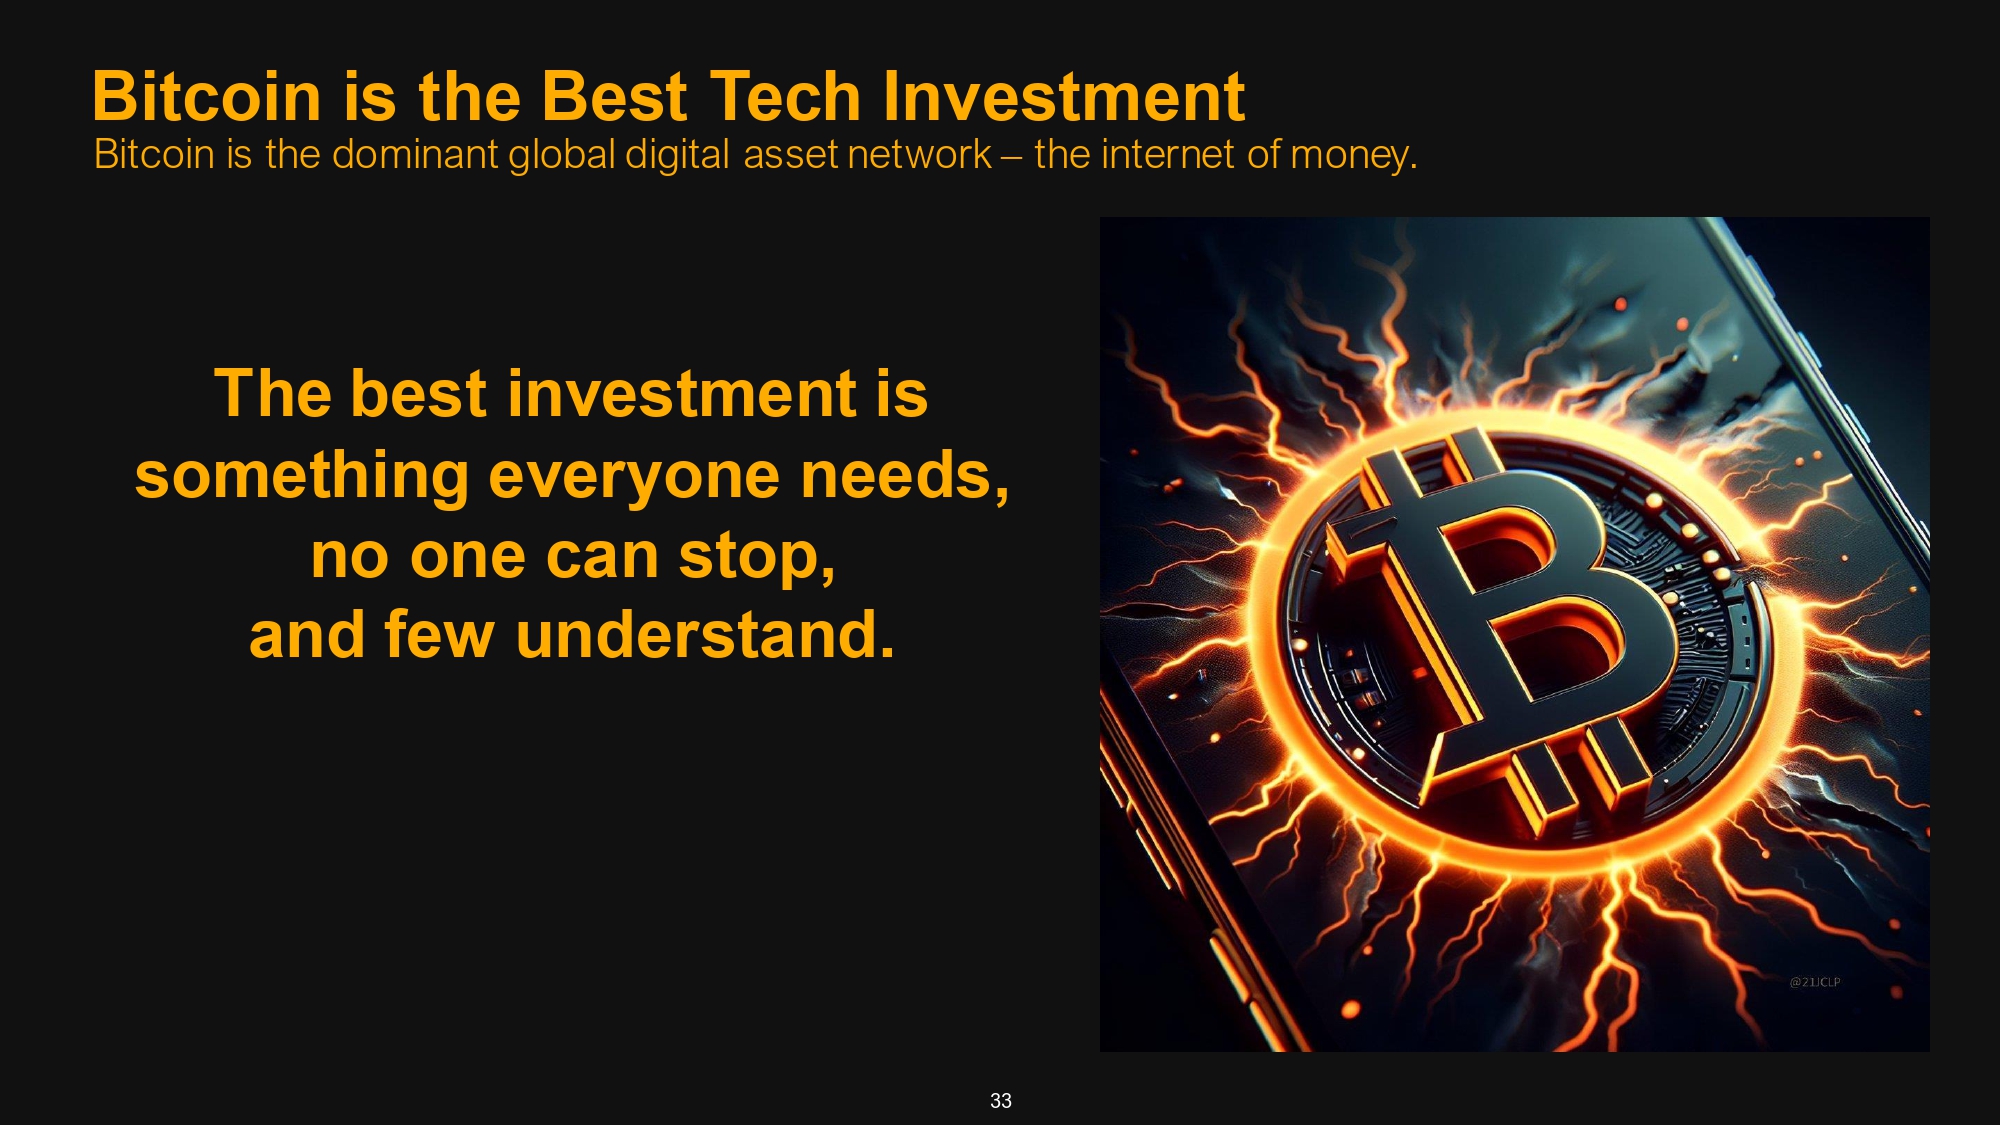 Bitcoin is the Best Tech Investment
Bitcoin is the dominant global digital asset network – the internet of money.
The best investment is
something everyone needs,
no one can stop,
and few understand.
@21JCLP
33